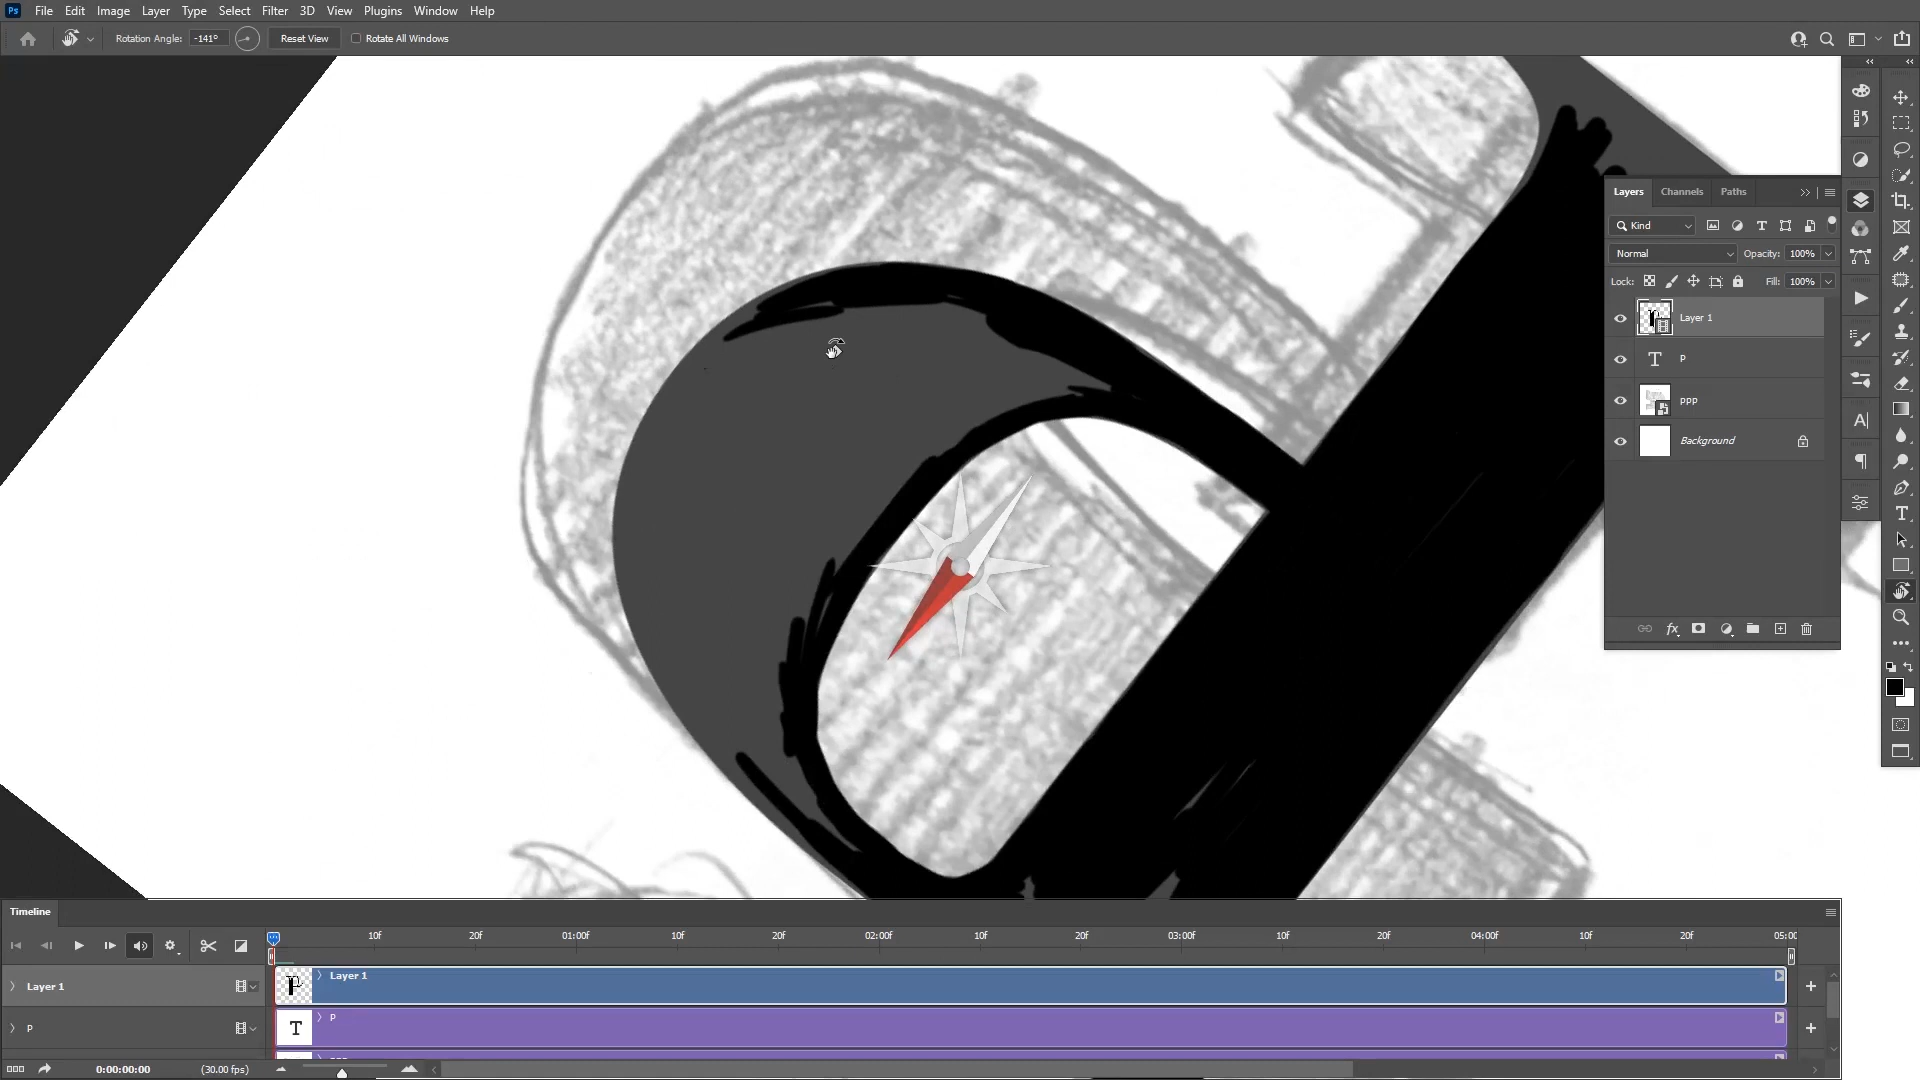 Ps File Edit Image Layer Type Select Filter 3D View Plugins Window Help
Rotation Angle: -141° Reset View Rotate All Windows
Layers Channels Paths
Kind
Normal Opacity: 100%
Lock: Fill: 100%
Layer 1
T P
ppp
Background
fx
Timeline
10f 20f 01:00f 10f 20f 02:00f 10f 20f 03:00f 10f 20f 04:00f 10f 20f 05:00
Layer 1 Layer 1
P T P
0:00:00:00 (30.00 fps)